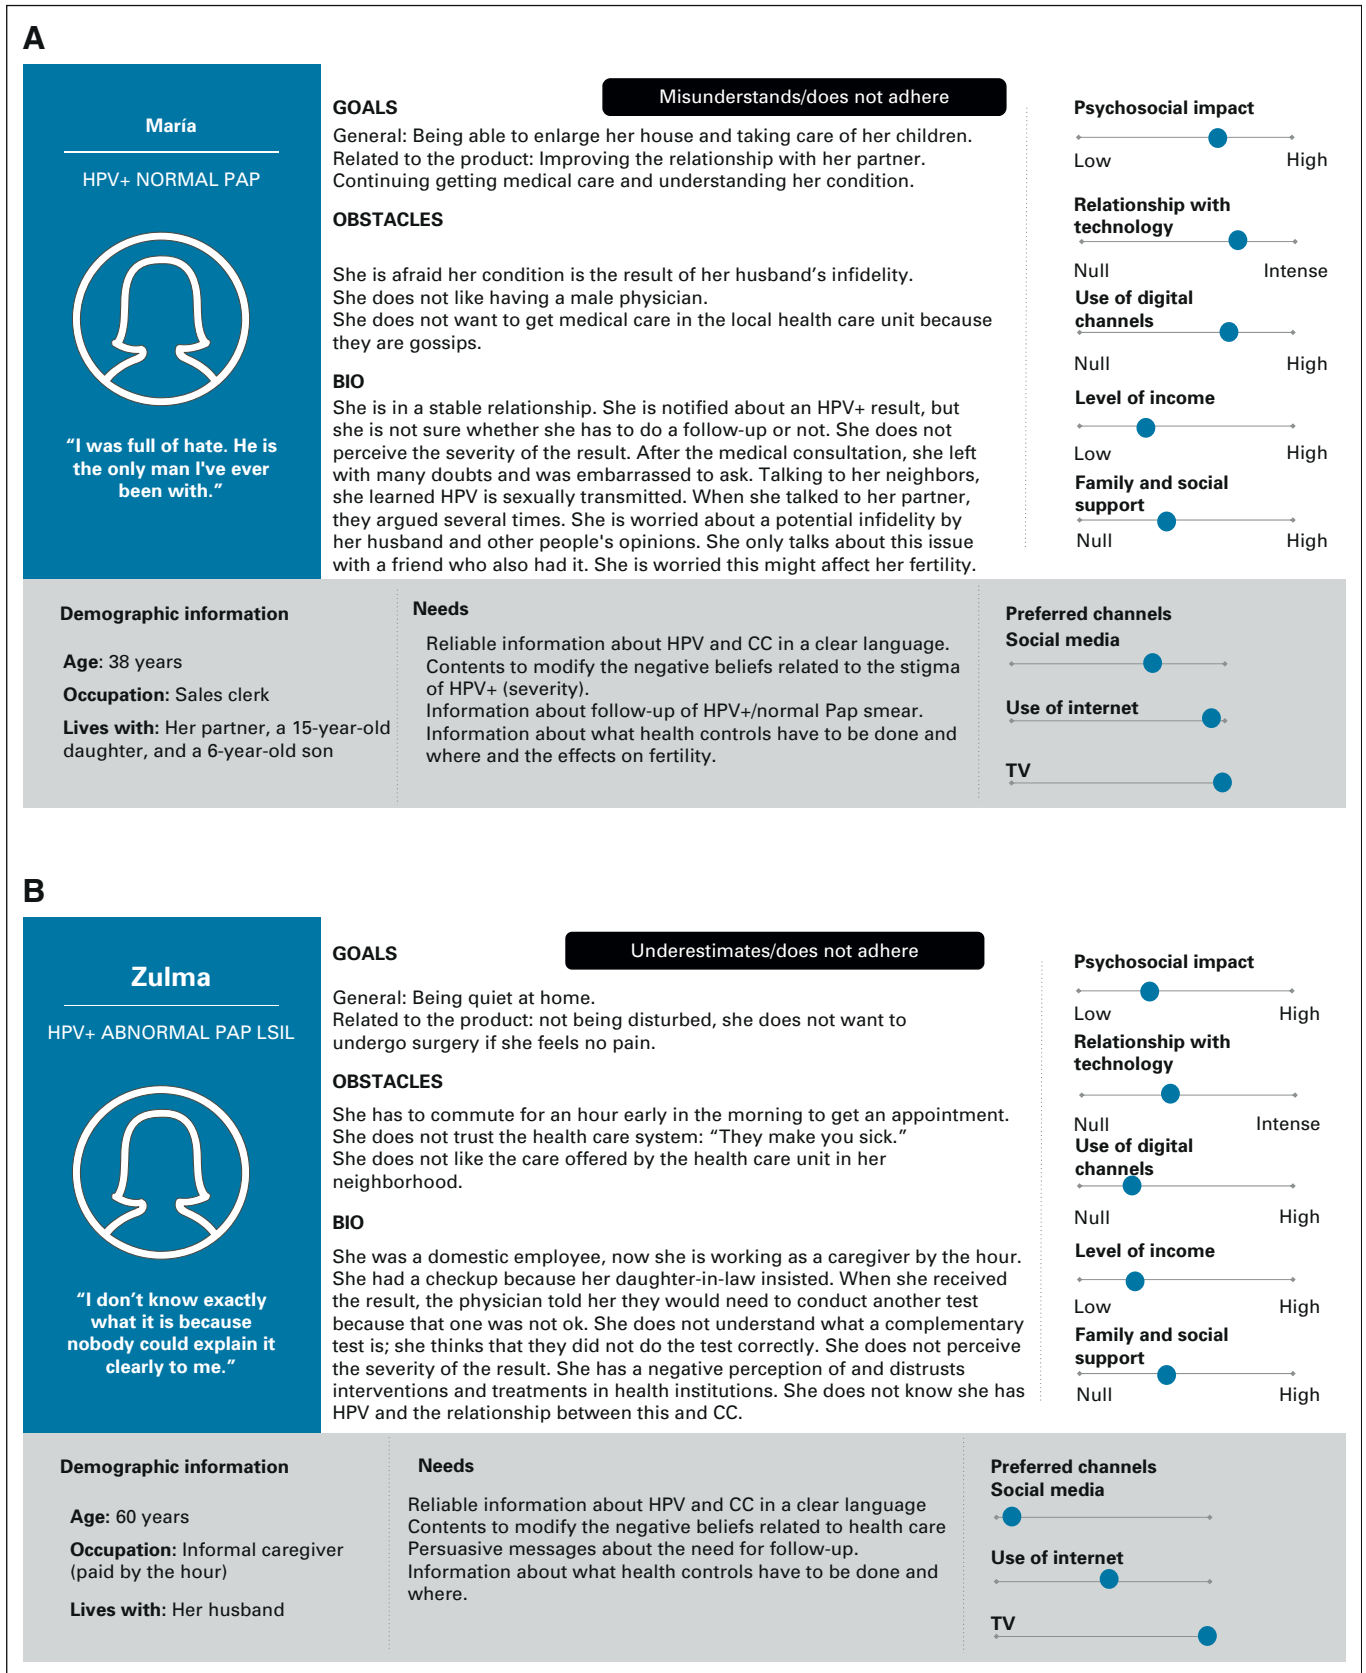 A
María
HPV+ NORMAL PAP
“I was full of hate. He is
the only man I've ever
been with.”
Misunderstands/does not adhere
GOALS
General: Being able to enlarge her house and taking care of her children.
Related to the product: Improving the relationship with her partner.
Continuing getting medical care and understanding her condition.
OBSTACLES
She is afraid her condition is the result of her husband’s infidelity.
She does not like having a male physician.
She does not want to get medical care in the local health care unit because
they are gossips.
BIO
She is in a stable relationship. She is notified about an HPV+ result, but
she is not sure whether she has to do a follow-up or not. She does not
perceive the severity of the result. After the medical consultation, she left
with many doubts and was embarrassed to ask. Talking to her neighbors,
she learned HPV is sexually transmitted. When she talked to her partner,
they argued several times. She is worried about a potential infidelity by
her husband and other people's opinions. She only talks about this issue
with a friend who also had it. She is worried this might affect her fertility.
Psychosocial impact
Low High
Relationship with
technology
Null Intense
Use of digital
channels
Null High
Level of income
Low High
Family and social
support
Null High
Demographic information
Age: 38 years
Occupation: Sales clerk
Lives with: Her partner, a 15-year-old
daughter, and a 6-year-old son
Needs
Reliable information about HPV and CC in a clear language.
Contents to modify the negative beliefs related to the stigma
of HPV+ (severity).
Information about follow-up of HPV+/normal Pap smear.
Information about what health controls have to be done and
where and the effects on fertility.
Preferred channels
Social media
Use of internet
TV
B
Zulma
HPV+ ABNORMAL PAP LSIL
“I don’t know exactly
what it is because
nobody could explain it
clearly to me.”
Underestimates/does not adhere
GOALS
General: Being quiet at home.
Related to the product: not being disturbed, she does not want to
undergo surgery if she feels no pain.
OBSTACLES
She has to commute for an hour early in the morning to get an appointment.
She does not trust the health care system: “They make you sick.”
She does not like the care offered by the health care unit in her
neighborhood.
BIO
She was a domestic employee, now she is working as a caregiver by the hour.
She had a checkup because her daughter-in-law insisted. When she received
the result, the physician told her they would need to conduct another test
because that one was not ok. She does not understand what a complementary
test is; she thinks that they did not do the test correctly. She does not perceive
the severity of the result. She has a negative perception of and distrusts
interventions and treatments in health institutions. She does not know she has
HPV and the relationship between this and CC.
Psychosocial impact
Low High
Relationship with
technology
Null Intense
Use of digital
channels
Null High
Level of income
Low High
Family and social
support
Null High
Demographic information
Age: 60 years
Occupation: Informal caregiver
(paid by the hour)
Lives with: Her husband
Needs
Reliable information about HPV and CC in a clear language
Contents to modify the negative beliefs related to health care
Persuasive messages about the need for follow-up.
Information about what health controls have to be done and
where.
Preferred channels
Social media
Use of internet
TV